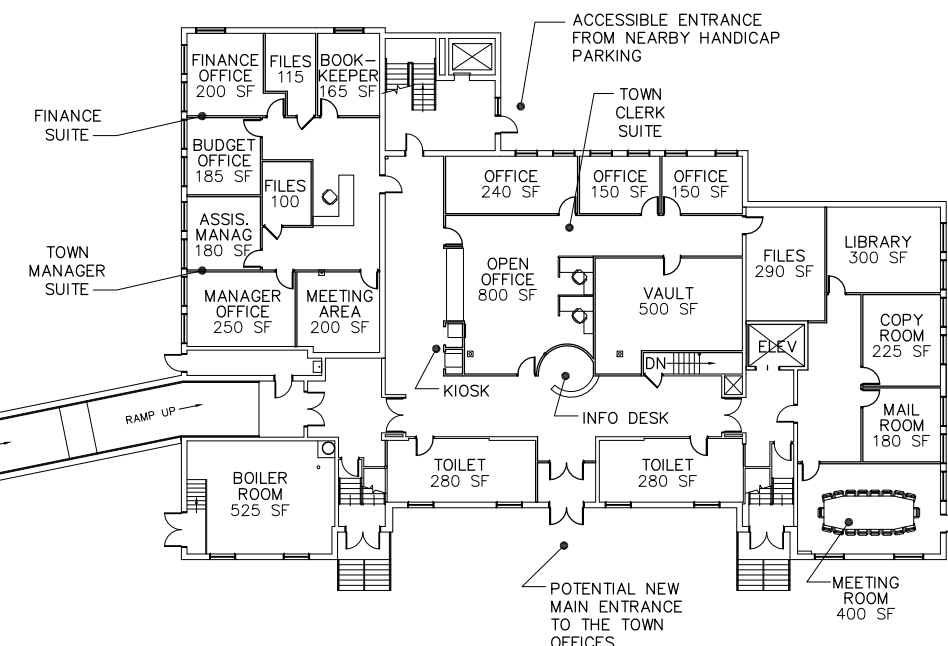 ACCESSIBLE ENTRANCE
FROM NEARBY HANDICAP
PARKING
FINANCE
OFFICE
200 SF
FILES
115
BOOK-
KEEPER
165 SF
TOWN
CLERK
SUITE
FINANCE
SUITE
BUDGET
OFFICE
185 SF
FILES
100
OFFICE
240 SF
OFFICE
150 SF
OFFICE
150 SF
ASSIS.
MANAG
180 SF
TOWN
MANAGER
SUITE
OPEN
OFFICE
800 SF
FILES
290 SF
LIBRARY
300 SF
MANAGER
OFFICE
250 SF
MEETING
AREA
200 SF
VAULT
500 SF
COPY
ROOM
225 SF
ELEV
DN
KIOSK
INFO DESK
RAMP UP
MAIL
ROOM
180 SF
TOILET
280 SF
TOILET
280 SF
BOILER
ROOM
525 SF
MEETING
ROOM
400 SF
POTENTIAL NEW
MAIN ENTRANCE
TO THE TOWN
OFFICES